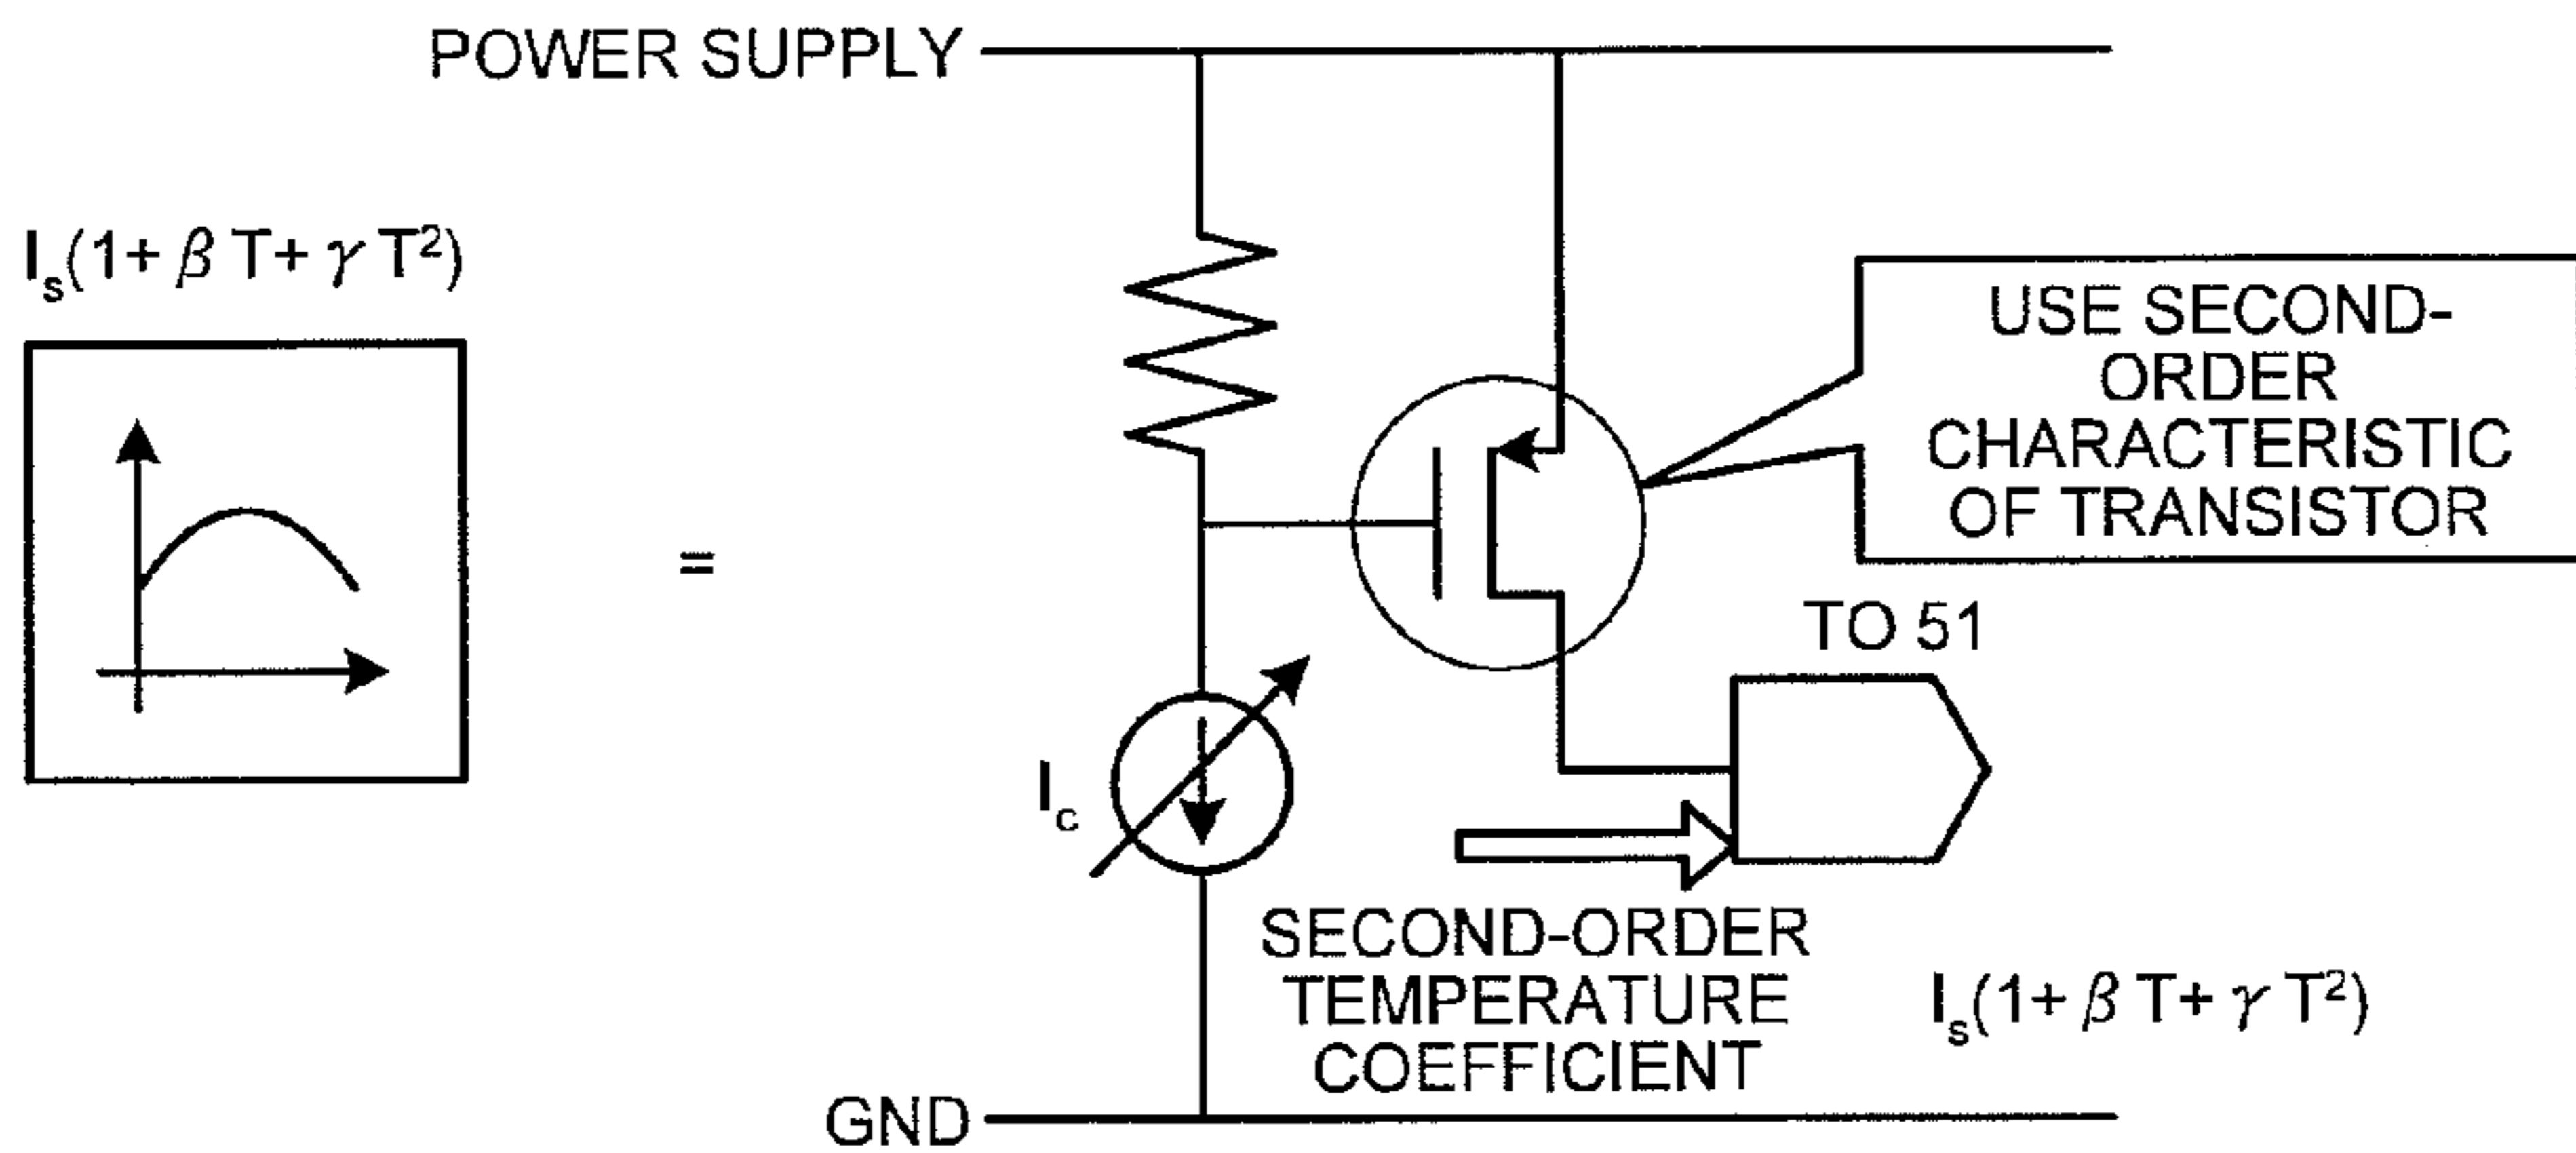 POWER SUPPLY
Iₛ(1+ β T+ γ T²)
=
USE SECOND-
ORDER
CHARACTERISTIC
OF TRANSISTOR
TO 51
I꜀
SECOND-ORDER
TEMPERATURE
COEFFICIENT
Iₛ(1+ β T+ γ T²)
GND